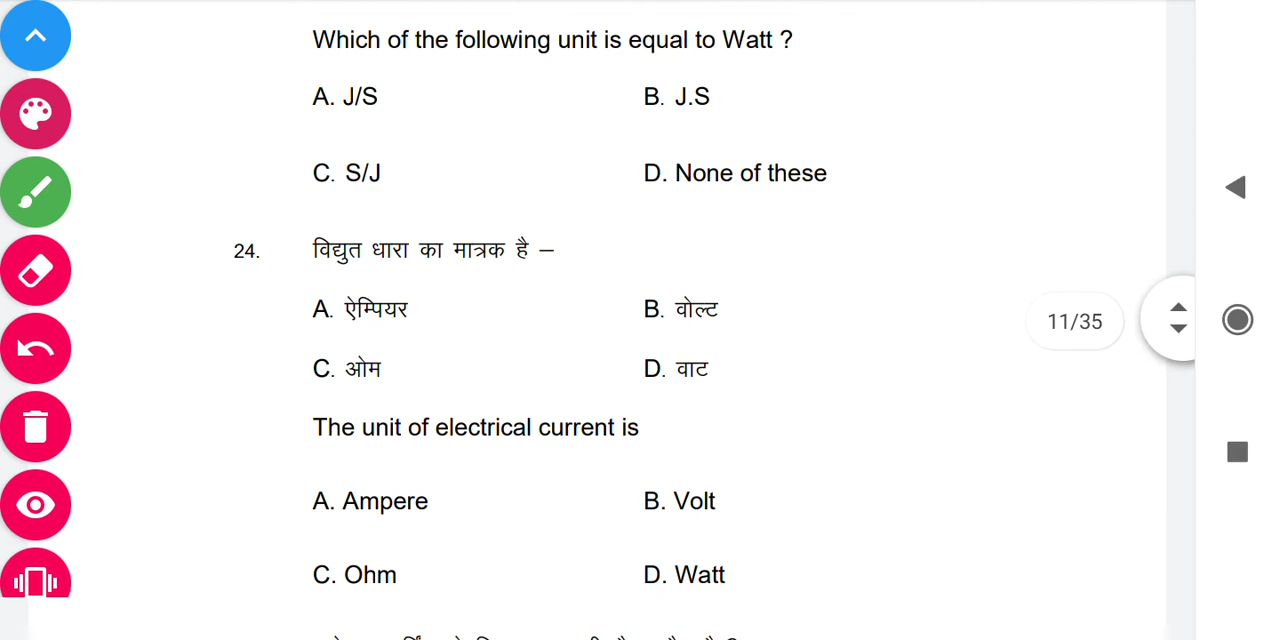 Which of the following unit is equal to Watt ?
A. J/S B. J.S
C. S/J D. None of these
24. विद्युत धारा का मात्रक है –
A. ऐम्पियर B. वोल्ट
C. ओम D. वाट
11/35
The unit of electrical current is
A. Ampere B. Volt
C. Ohm D. Watt